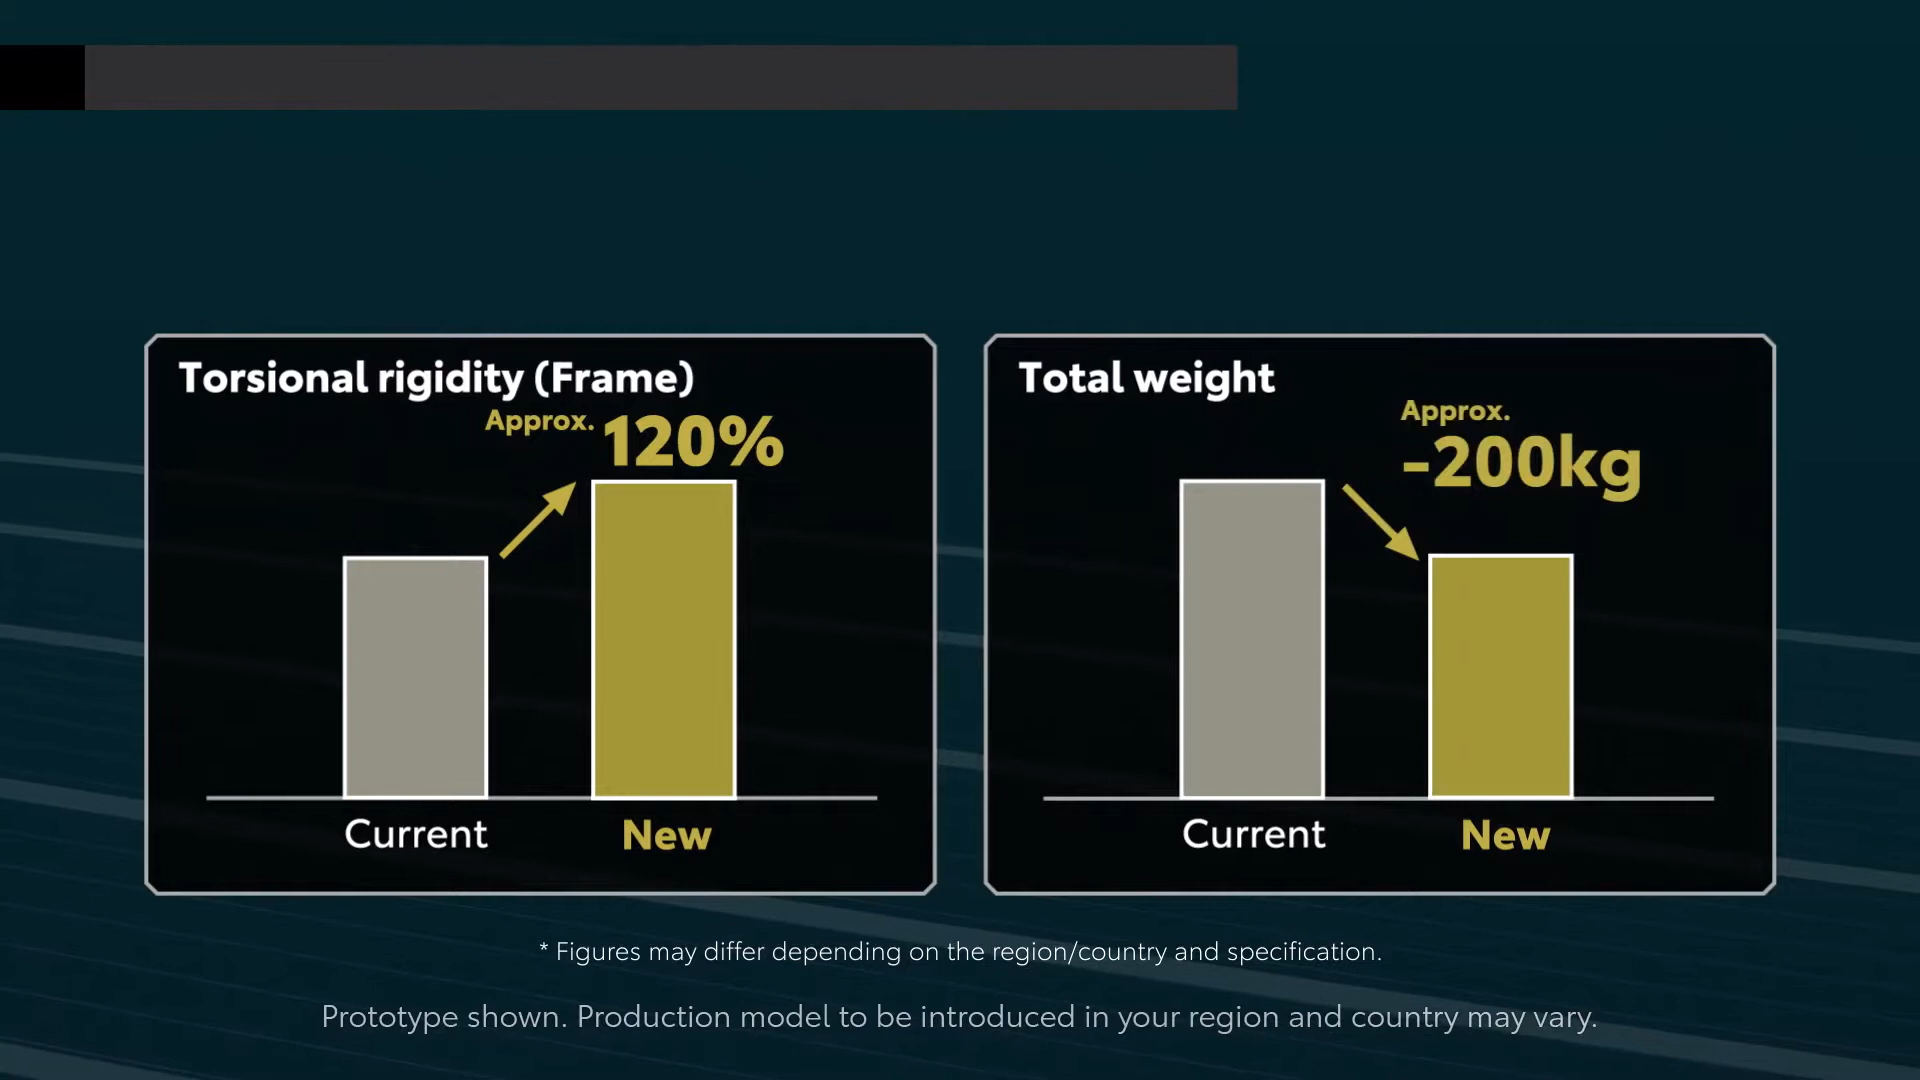 Torsional rigidity (Frame)
Approx. 120%
Current
New
Total weight
Approx.
-200kg
Current
New
* Figures may differ depending on the region/country and specification.
Prototype shown. Production model to be introduced in your region and country may vary.